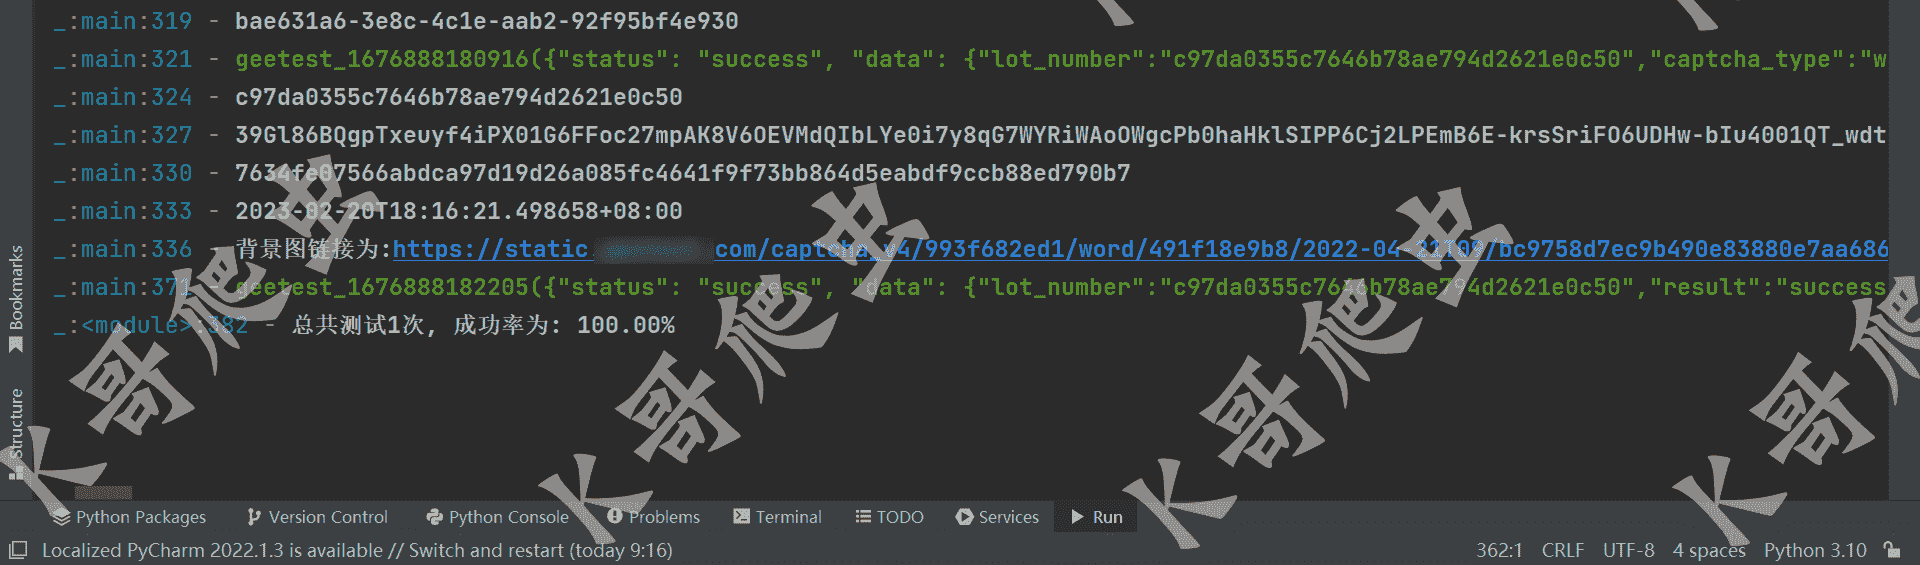 _:main:319 - bae631a6-3e8c-4c1e-aab2-92f95bf4e930
_:main:321 - geetest_1676888180916({"status": "success", "data": {"lot_number":"c97da0355c7646b78ae794d2621e0c50","captcha_type":"w
_:main:324 - c97da0355c7646b78ae794d2621e0c50
_:main:327 - 39Gl86BQgpTxeuyf4iPX01G6FFoc27mpAK8V6OEVMdQIbLYe0i7y8qG7WYRiWAoOWgcPb0haHklSIPP6Cj2LPEmB6E-krsSriFO6UDHw-bIu4001QT_wdt
_:main:330 - 7634fe07566abdca97d19d26a085fc4641f9f73bb864d5eabdf9ccb88ed790b7
_:main:333 - 2023-02-20T18:16:21.498658+08:00
_:main:336 - 背景图链接为:https://static. com/captcha_v4/993f682ed1/word/491f18e9b8/2022-04-21T09/bc9758d7ec9b490e83880e7aa686
_:main:371 - geetest_1676888182205({"status": "success", "data": {"lot_number":"c97da0355c7646b78ae794d2621e0c50","result":"success
_:<module>:382 - 总共测试1次, 成功率为: 100.00%
Bookmarks
Structure
K哥爬虫
K哥爬虫
K哥爬虫
K哥爬
Python Packages Version Control Python Console Problems Terminal TODO Services Run
Localized PyCharm 2022.1.3 is available // Switch and restart (today 9:16) 362:1 CRLF UTF-8 4 spaces Python 3.10